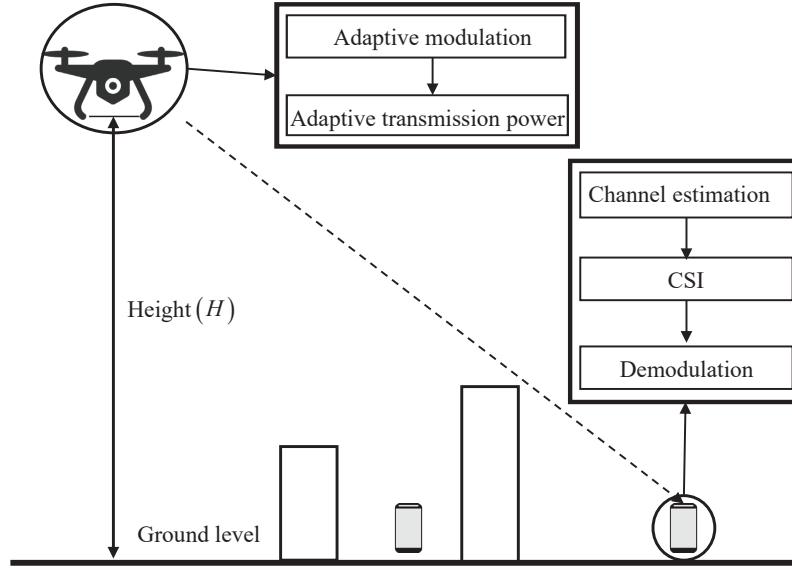 Adaptive modulation
Adaptive transmission power
Channel estimation
CSI
Demodulation
Height (H)
Ground level